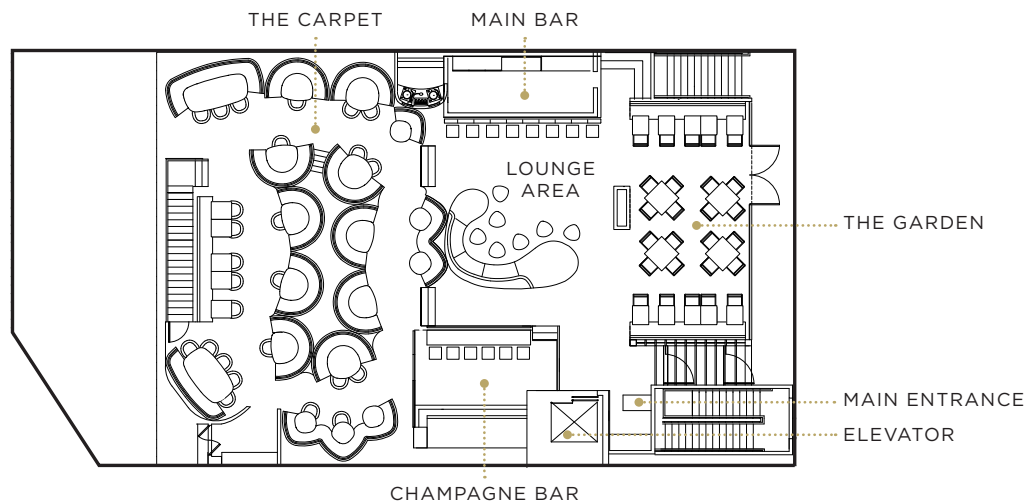 THE CARPET
MAIN BAR
LOUNGE
AREA
THE GARDEN
MAIN ENTRANCE
ELEVATOR
CHAMPAGNE BAR